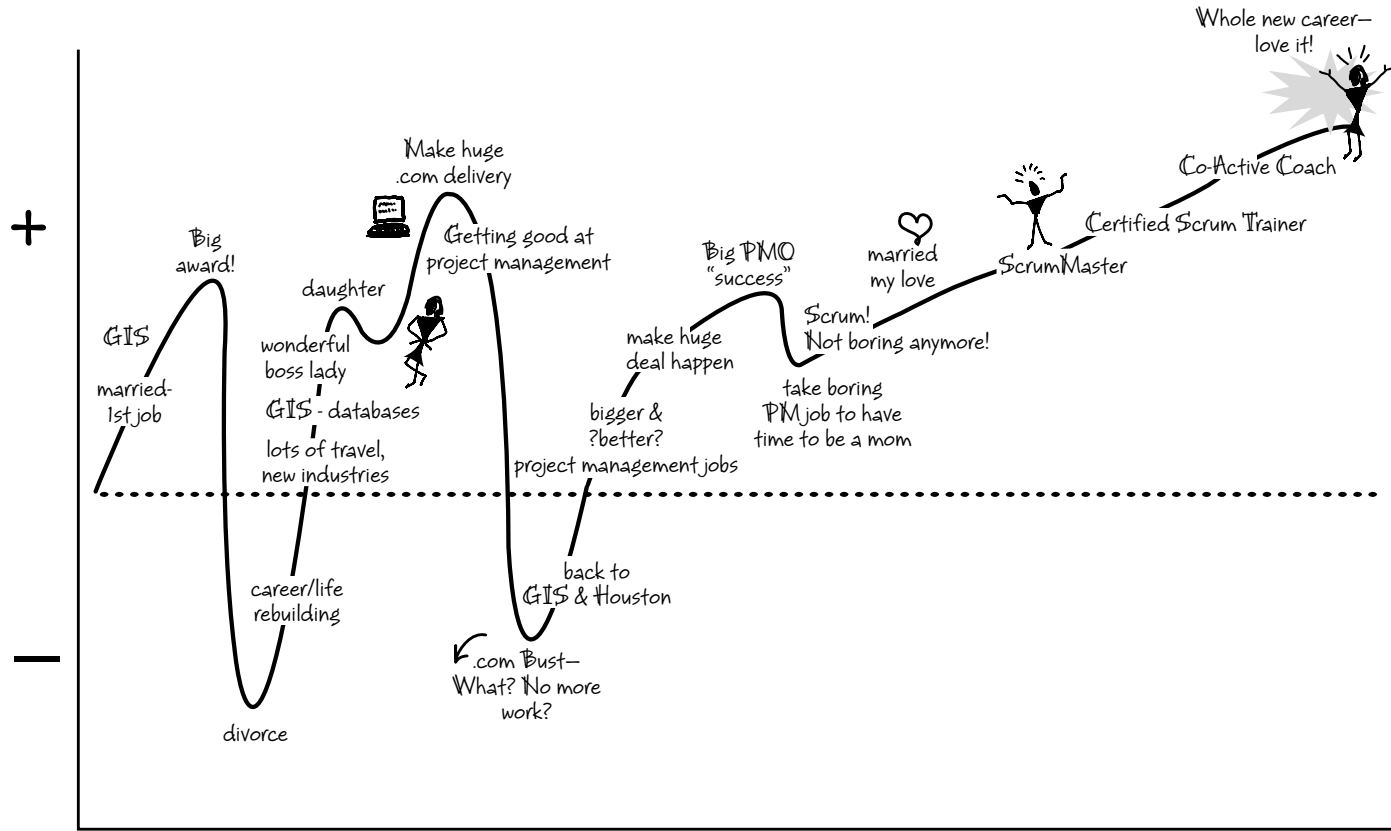 +
GIS
married-
1st job
Big
award!
divorce
career/life
rebuilding
lots of travel,
new industries
GIS - databases
wonderful
boss lady
daughter
Make huge
.com delivery
Getting good at
project management
.com Bust—
What? No more
work?
back to
GIS & Houston
bigger &
?better?
project management jobs
make huge
deal happen
Big PMO
“success”
take boring
PM job to have
time to be a mom
Scrum!
Not boring anymore!
married
my love
ScrumMaster
Certified Scrum Trainer
Co-Active Coach
Whole new career—
love it!
—